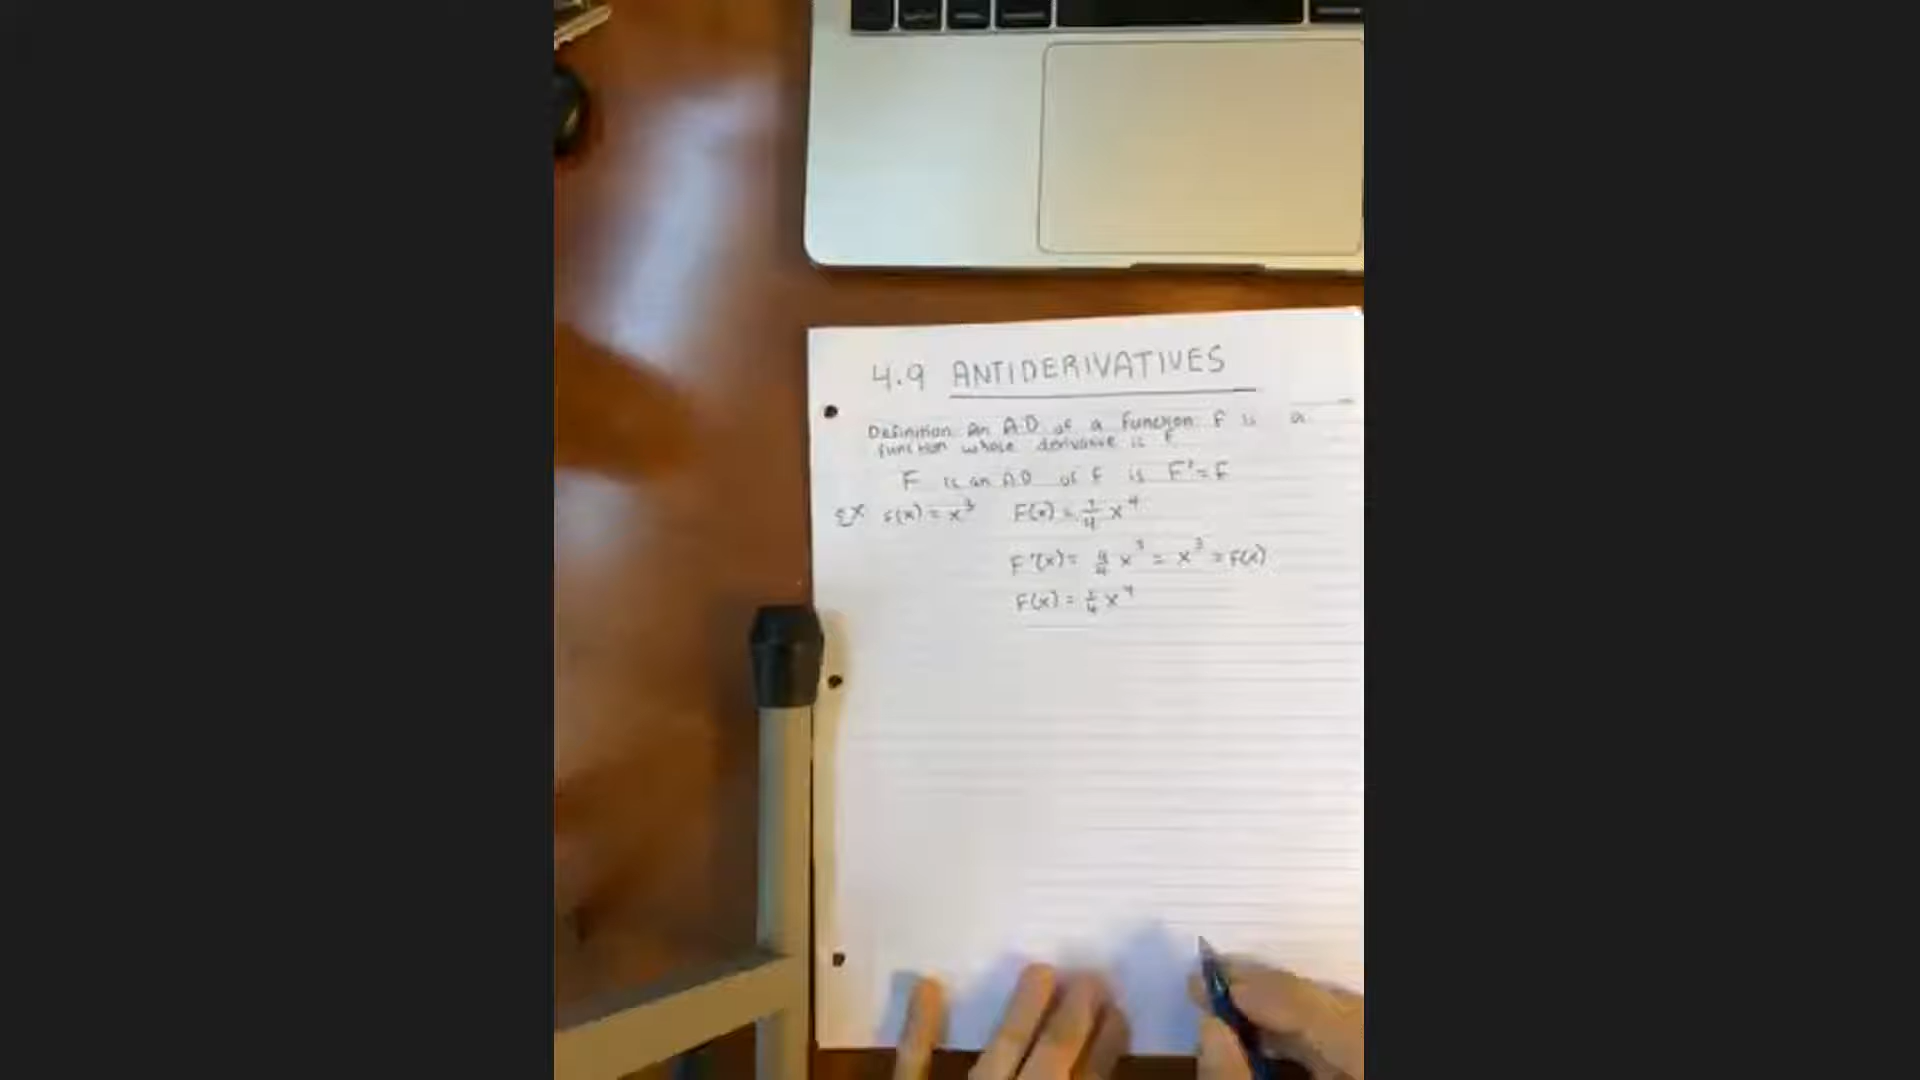 4.9 ANTIDERIVATIVES
Definition An A.D of a function f is a
function whose derivative is f
F is an A.D of f is F' = f
Ex f(x) = x³ F(x) = 1/4 x⁴
F'(x) = 4/4 x³ = x³ = f(x)
F(x) = 1/4 x⁴